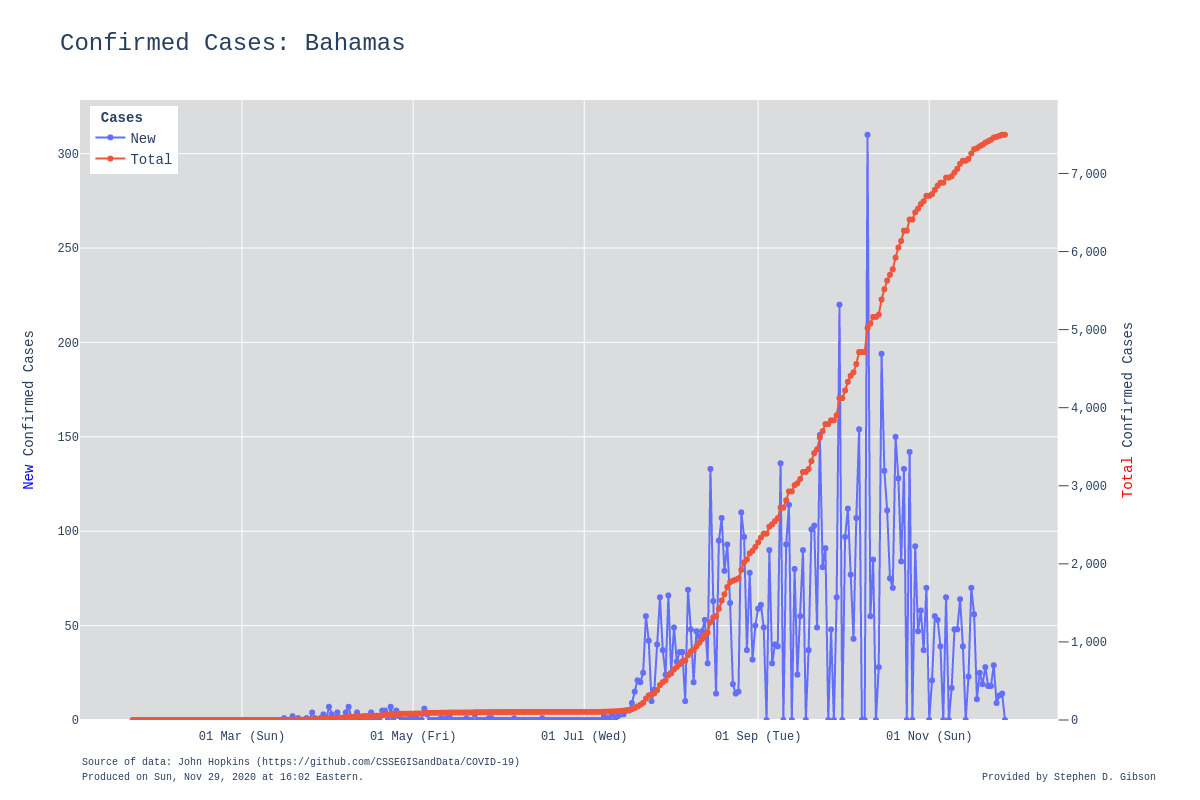 Confirmed Cases: Bahamas
Cases
New
Total
300
250
200
150
100
50
0
7,000
6,000
5,000
4,000
3,000
2,000
1,000
0
New Confirmed Cases
Total Confirmed Cases
01 Mar (Sun)
01 May (Fri)
01 Jul (Wed)
01 Sep (Tue)
01 Nov (Sun)
Source of data: John Hopkins (https://github.com/CSSEGISandData/COVID-19)
Produced on Sun, Nov 29, 2020 at 16:02 Eastern.
Provided by Stephen D. Gibson